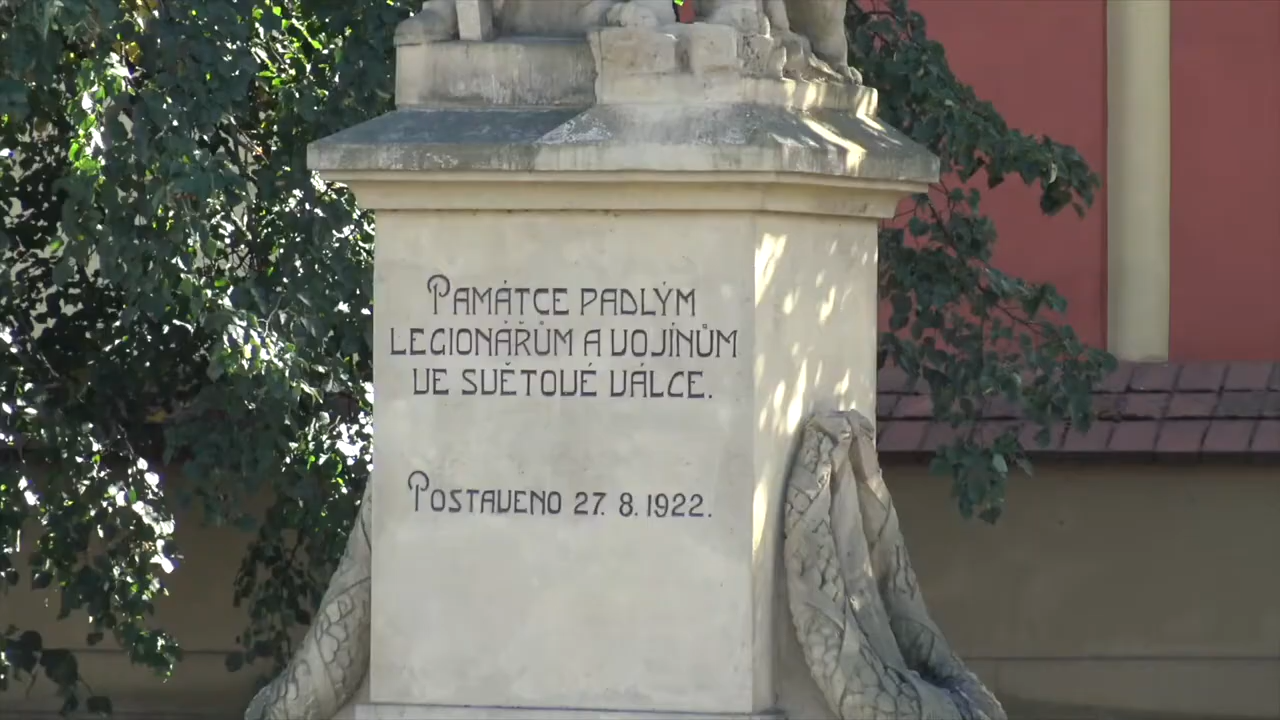 PAMÁTCE PADLÝM
LEGIONÁŘŮM A VOJÍNŮM
VE SVĚTOVÉ VÁLCE.
POSTAVENO 27. 8. 1922.